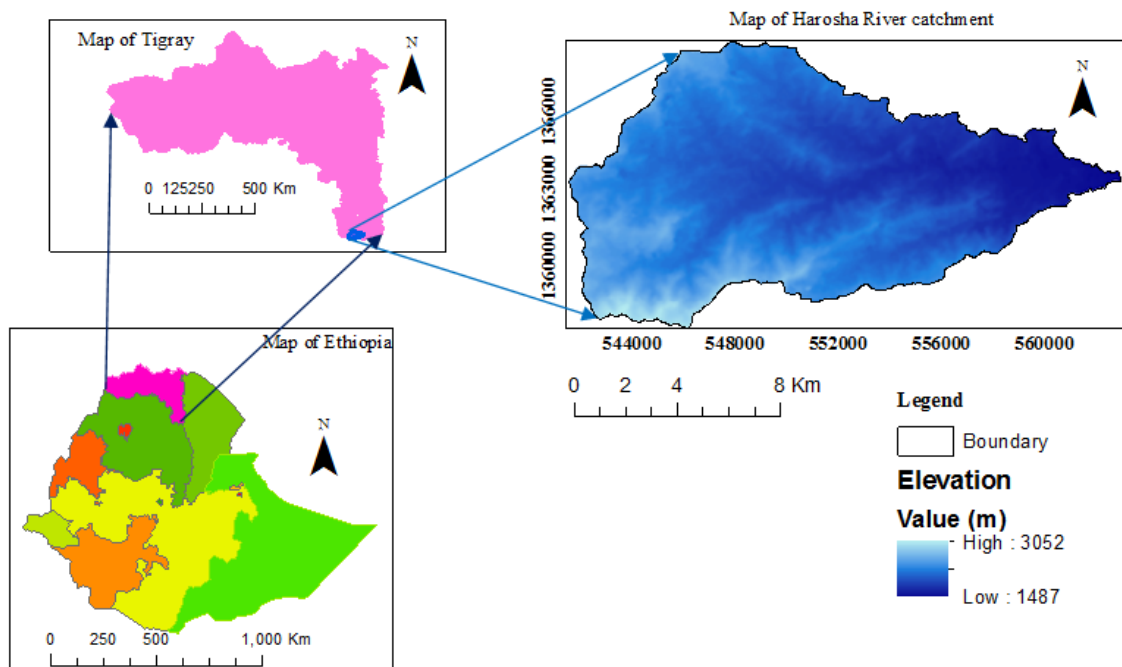 Map of Tigray
N
0 125250 500 Km
Map of Harosha River catchment
N
1366000
1363000
1360000
544000 548000 552000 556000 560000
0 2 4 8 Km
Legend
Boundary
Elevation
Value (m)
High : 3052
Low : 1487
Map of Ethiopia
N
0 250 500 1,000 Km